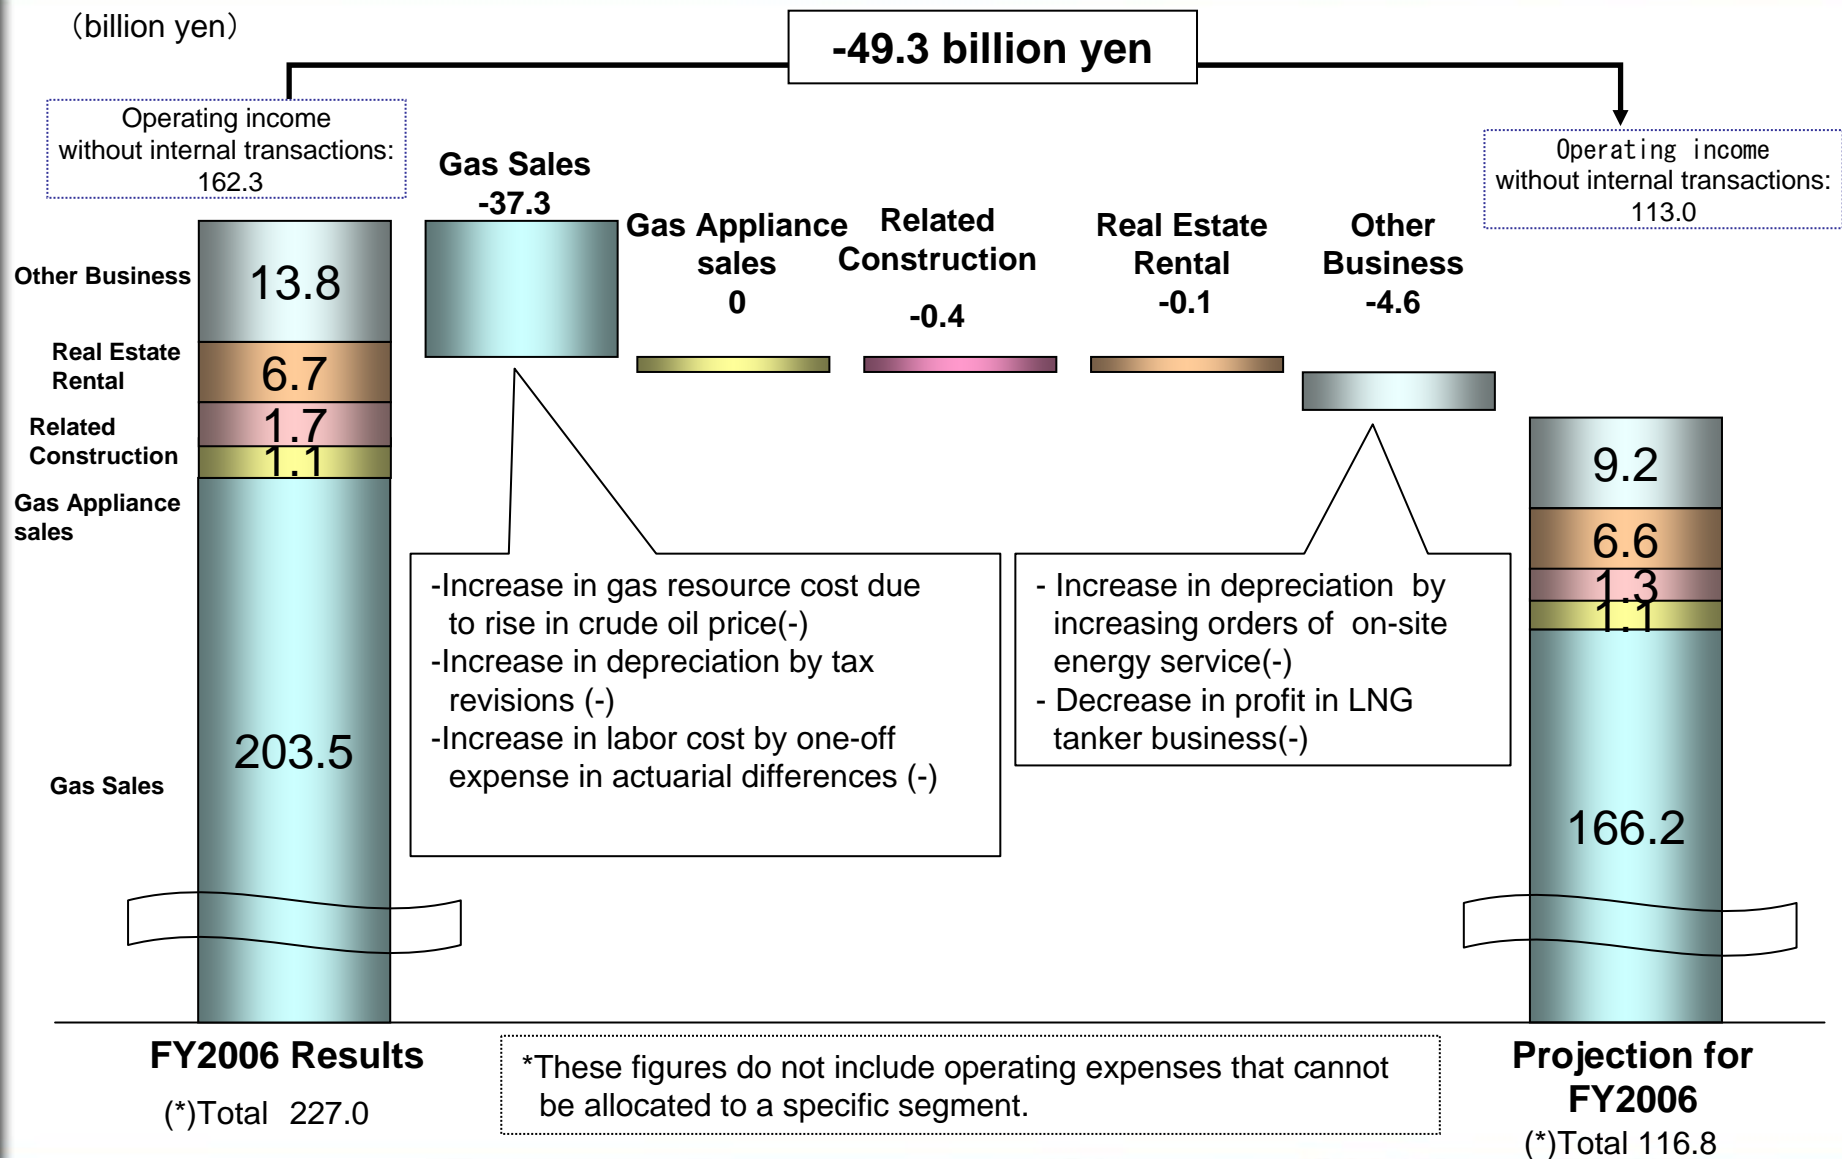 （billion yen）
-49.3 billion yen
Operating income
without internal transactions:
162.3
Operating income
without internal transactions:
113.0
Gas Sales
-37.3
Gas Appliance
sales
0
Related
Construction
-0.4
Real Estate
Rental
-0.1
Other
Business
-4.6
Other Business
13.8
Real Estate
Rental
6.7
Related
Construction
1.7
1.1
Gas Appliance
sales
Gas Sales
203.5
-Increase in gas resource cost due
to rise in crude oil price(-)
-Increase in depreciation by tax
revisions (-)
-Increase in labor cost by one-off
expense in actuarial differences (-)
- Increase in depreciation by
increasing orders of on-site
energy service(-)
- Decrease in profit in LNG
tanker business(-)
9.2
6.6
1.3
1.1
166.2
FY2006 Results
(*)Total 227.0
*These figures do not include operating expenses that cannot
be allocated to a specific segment.
Projection for
FY2006
(*)Total 116.8